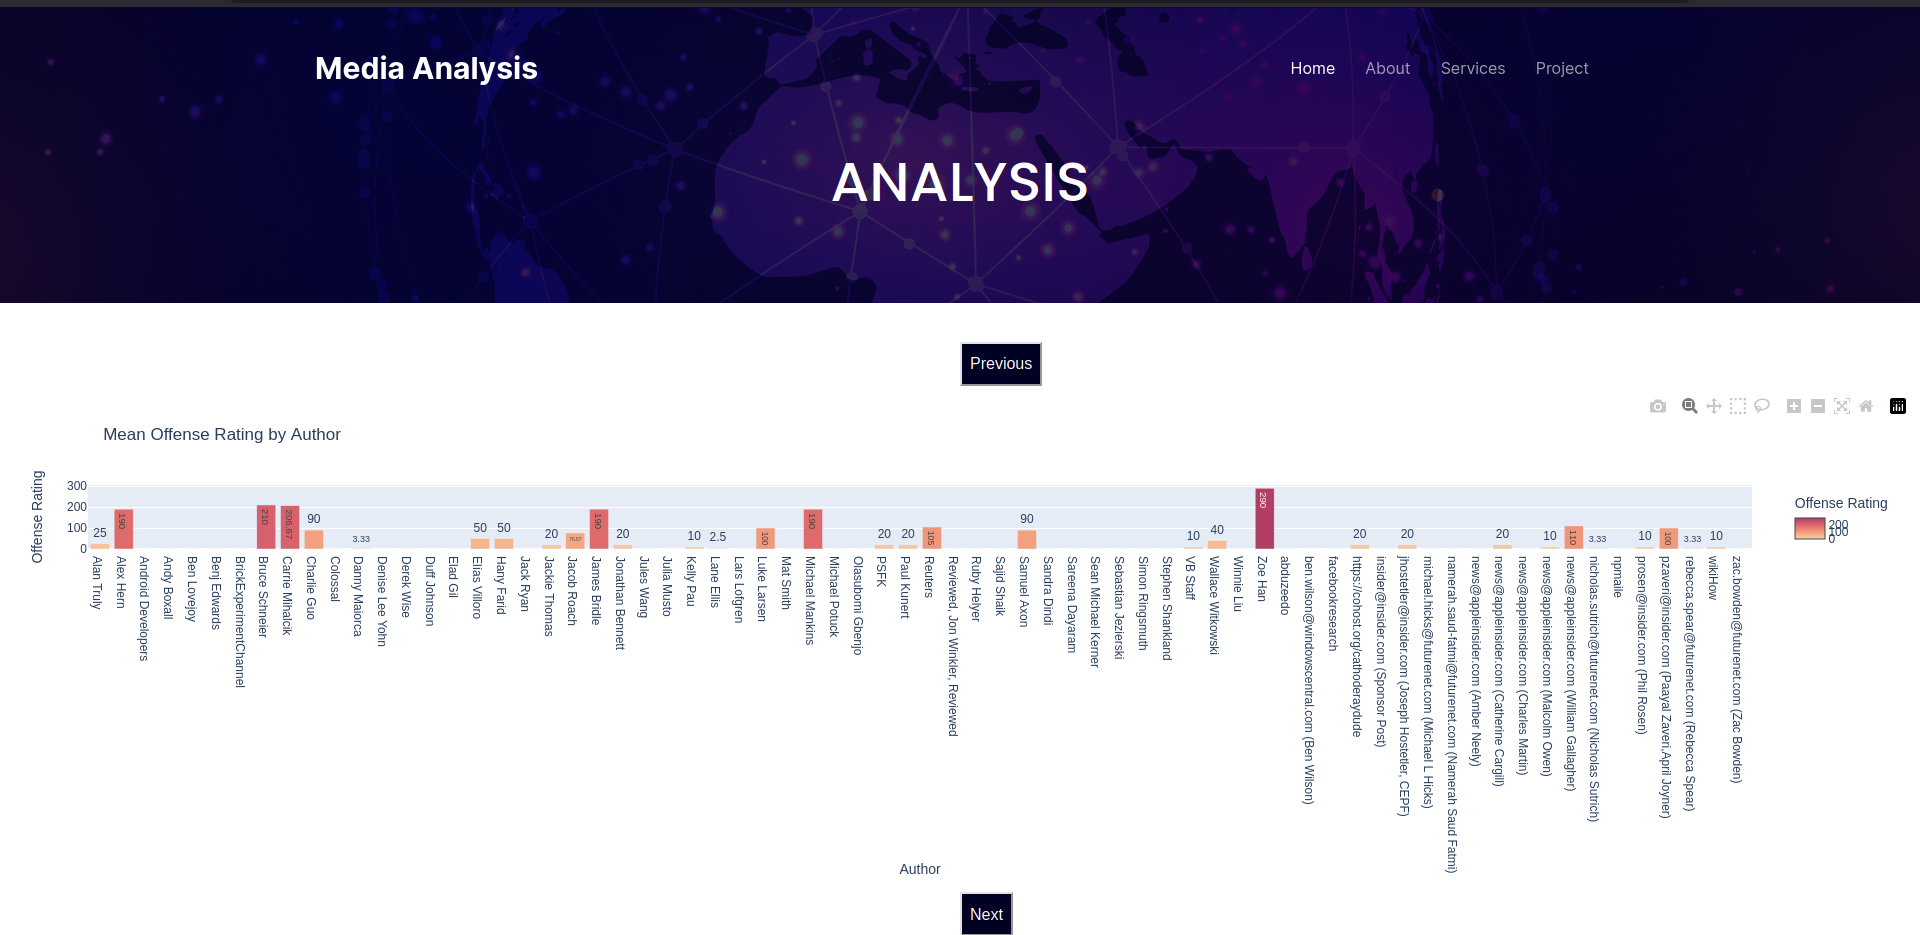 Media Analysis
Home About Services Project
ANALYSIS
Previous
Mean Offense Rating by Author
Offense Rating
300
200
100
0
25
190
210
206.67
90
3.33
50
50
20
76.67
190
20
10
2.5
100
190
20
20
105
90
10
40
290
20
20
20
10
110
3.33
10
100
3.33
10
Offense Rating
200
100
0
Alan Truly
Alex Hern
Android Developers
Andy Boxall
Ben Lovejoy
Benj Edwards
BrickExperimentChannel
Bruce Schneier
Carrie Mihalcik
Charlie Guo
Colossal
Danny Maiorca
Denise Lee Yohn
Derek Wise
Duff Johnson
Elad Gil
Elias Villoro
Hany Farid
Jack Ryan
Jackie Thomas
Jacob Roach
James Bridle
Jonathan Bennett
Jules Wang
Julia Musto
Kelly Pau
Lane Ellis
Lars Lofgren
Luke Larsen
Mat Smith
Michael Mankins
Michael Potuck
Olasubomi Gbenjo
PSFK
Paul Kunert
Reuters
Reviewed, Jon Winkler, Reviewed
Ruby Helyer
Sajid Shaik
Samuel Axon
Sandra Dindi
Sareena Dayaram
Sean Michael Kerner
Sebastian Jezierski
Simon Ringsmuth
Stephen Shankland
VB Staff
Wallace Witkowski
Winnie Liu
Zoe Han
abduzeedo
ben.wilson@windowscentral.com (Ben Wilson)
facebookresearch
https://cohost.org/cathoderaydude
insider@insider.com (Sponsor Post)
jhostetler@insider.com (Joseph Hostetler, CEPF)
michael.hicks@futurenet.com (Michael L Hicks)
namerah.saud-fatmi@futurenet.com (Namerah Saud Fatmi)
news@appleinsider.com (Amber Neely)
news@appleinsider.com (Catherine Cargill)
news@appleinsider.com (Charles Martin)
news@appleinsider.com (Malcolm Owen)
news@appleinsider.com (William Gallagher)
nicholas.sutrich@futurenet.com (Nicholas Sutrich)
npmaile
prosen@insider.com (Phil Rosen)
pzaveri@insider.com (Paayal Zaveri,April Joyner)
rebecca.spear@futurenet.com (Rebecca Spear)
wikiHow
zac.bowden@futurenet.com (Zac Bowden)
Author
Next